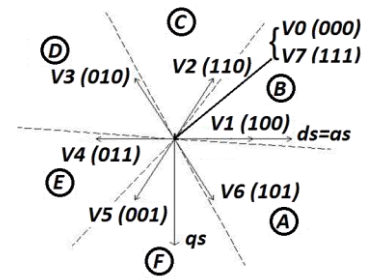 C
V0 (000)
D
V2 (110)
V7 (111)
V3 (010)
B
V1 (100)
ds=as
V4 (011)
E
V6 (101)
V5 (001)
A
qs
F